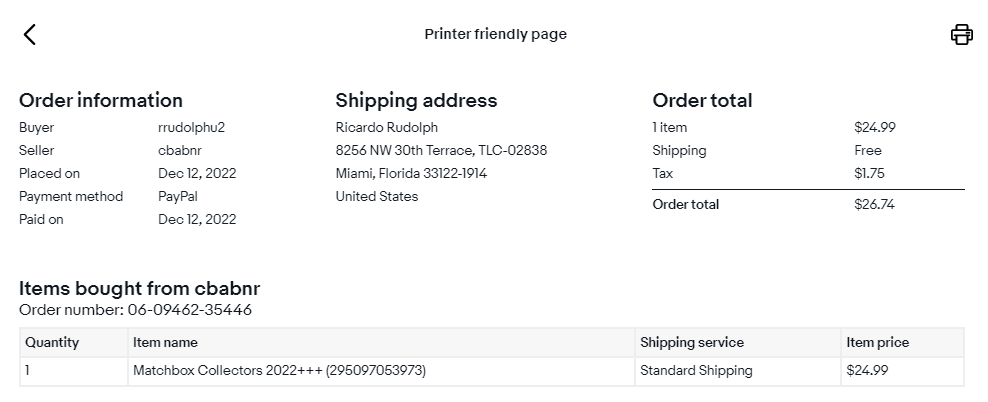 Printer friendly page
Order information
Buyer rrudolphu2
Seller cbabnr
Placed on Dec 12, 2022
Payment method PayPal
Paid on Dec 12, 2022
Shipping address
Ricardo Rudolph
8256 NW 30th Terrace, TLC-02838
Miami, Florida 33122-1914
United States
Order total
1 item $24.99
Shipping Free
Tax $1.75
Order total $26.74
Items bought from cbabnr
Order number: 06-09462-35446
Quantity Item name Shipping service Item price
1 Matchbox Collectors 2022+++ (295097053973) Standard Shipping $24.99